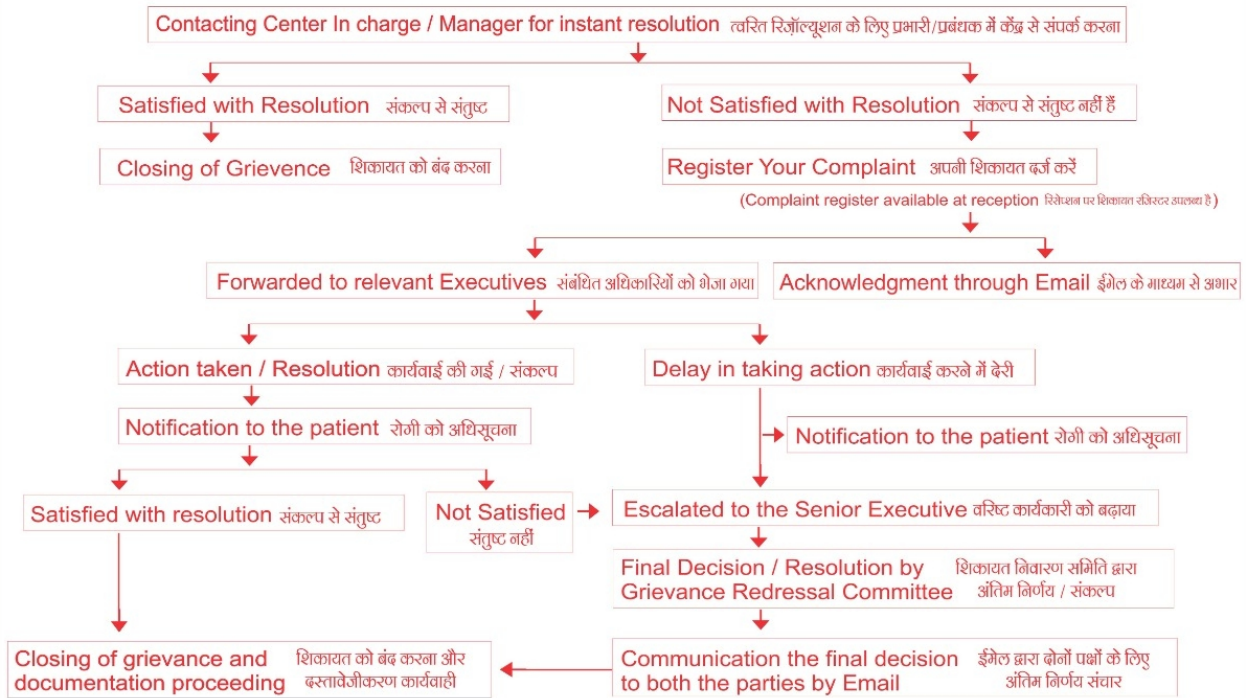 Contacting Center In charge / Manager for instant resolution त्वरित रिज़ॉल्यूशन के लिए प्रभारी/प्रबंधक में केंद्र से संपर्क करना
Satisfied with Resolution संकल्प से संतुष्ट
Not Satisfied with Resolution संकल्प से संतुष्ट नहीं हैं
Closing of Grievence शिकायत को बंद करना
Register Your Complaint अपनी शिकायत दर्ज करें
(Complaint register available at reception रिसेप्शन पर शिकायत रजिस्टर उपलब्ध है )
Forwarded to relevant Executives संबंधित अधिकारियों को भेजा गया
Acknowledgment through Email ईमेल के माध्यम से अभार
Action taken / Resolution कार्यवाई की गई / संकल्प
Delay in taking action कार्यवाई करने में देरी
Notification to the patient रोगी को अधिसूचना
Notification to the patient रोगी को अधिसूचना
Satisfied with resolution संकल्प से संतुष्ट
Not Satisfied
संतुष्ट नहीं
Escalated to the Senior Executive वरिष्ट कार्यकारी को बढ़ाया
Final Decision / Resolution by शिकायत निवारण समिति द्वारा
Grievance Redressal Committee अंतिम निर्णय / संकल्प
Closing of grievance and शिकायत को बंद करना और
documentation proceeding दस्तावेजीकरण कार्यवाही
Communication the final decision ईमेल द्वारा दोनों पक्षों के लिए
to both the parties by Email अंतिम निर्णय संचार